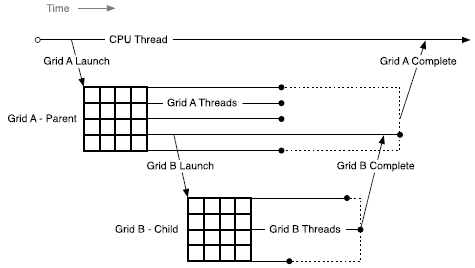 Time
CPU Thread
Grid A Launch
Grid A Complete
Grid A Threads
Grid A - Parent
Grid B Launch
Grid B Complete
Grid B - Child
Grid B Threads